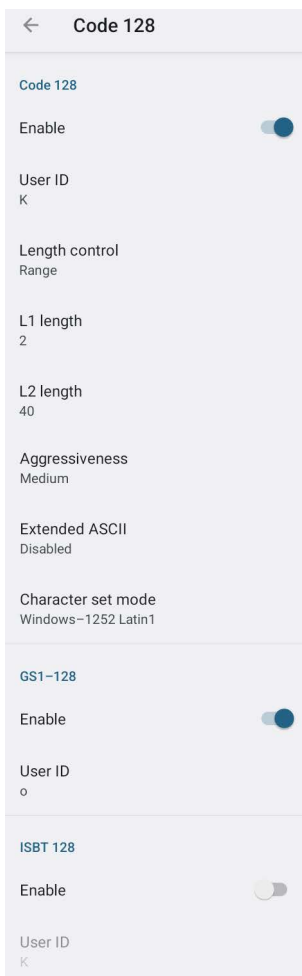 Code 128
Code 128
Enable
User ID
K
Length control
Range
L1 length
2
L2 length
40
Aggressiveness
Medium
Extended ASCII
Disabled
Character set mode
Windows–1252 Latin1
GS1–128
Enable
User ID
o
ISBT 128
Enable
User ID
K